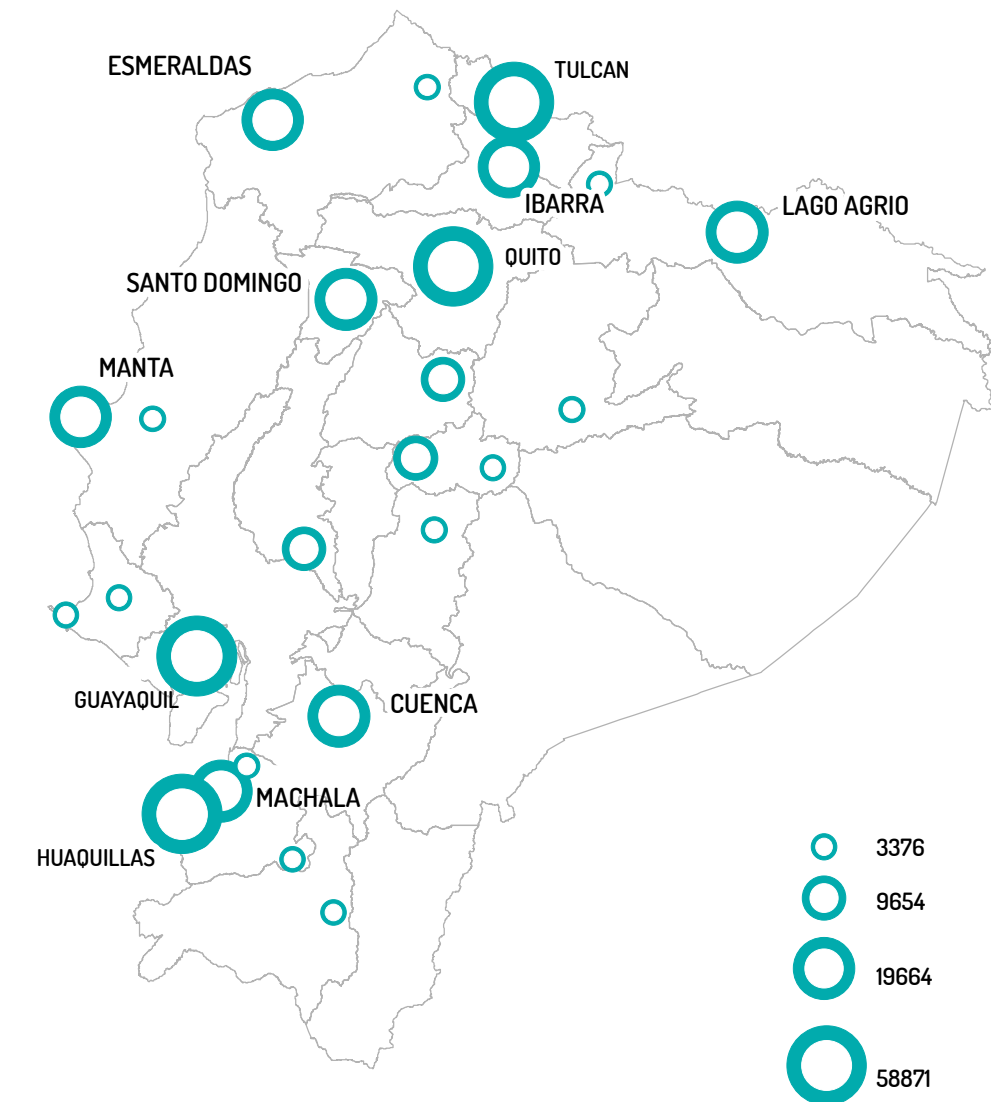 ESMERALDAS
TULCAN
IBARRA
LAGO AGRIO
QUITO
SANTO DOMINGO
MANTA
GUAYAQUIL
CUENCA
MACHALA
HUAQUILLAS
3376
9654
19664
58871